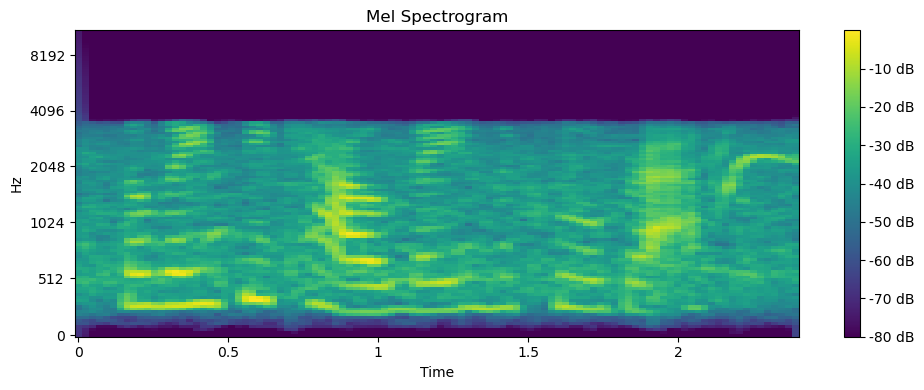 Mel Spectrogram
8192
4096
2048
1024
512
0
Hz
0
0.5
1
1.5
2
Time
-10 dB
-20 dB
-30 dB
-40 dB
-50 dB
-60 dB
-70 dB
-80 dB